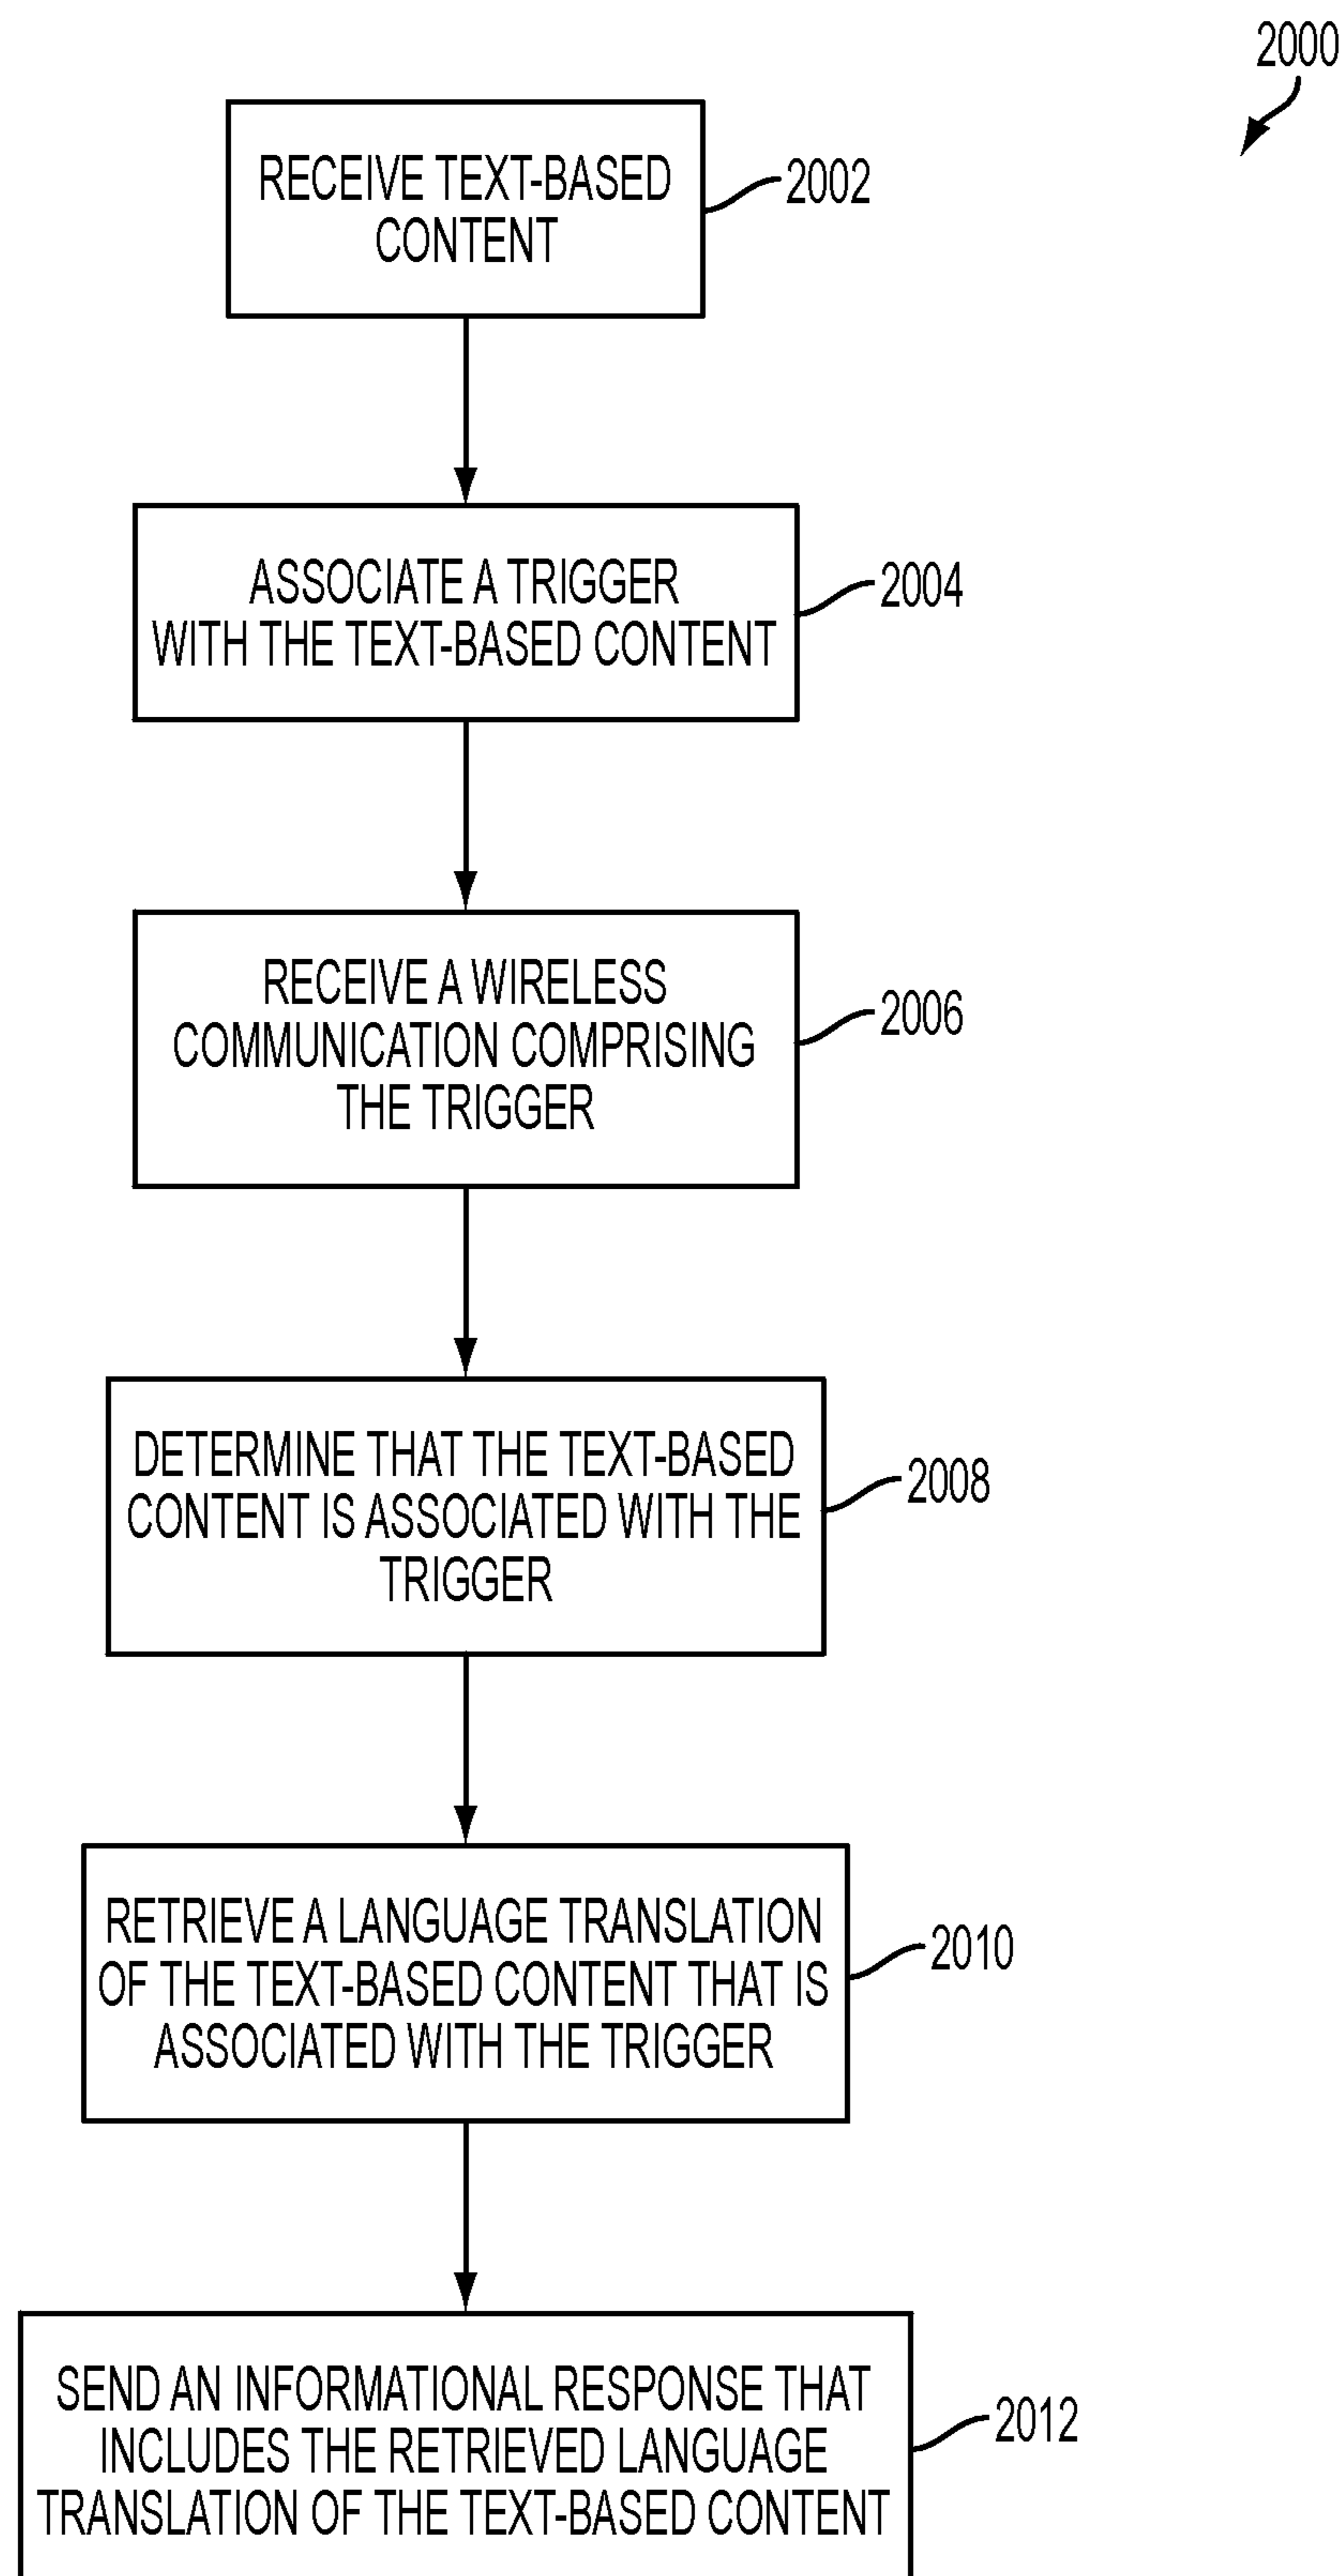 2000
RECEIVE TEXT-BASED
CONTENT
2002
ASSOCIATE A TRIGGER
WITH THE TEXT-BASED CONTENT
2004
RECEIVE A WIRELESS
COMMUNICATION COMPRISING
THE TRIGGER
2006
DETERMINE THAT THE TEXT-BASED
CONTENT IS ASSOCIATED WITH THE
TRIGGER
2008
RETRIEVE A LANGUAGE TRANSLATION
OF THE TEXT-BASED CONTENT THAT IS
ASSOCIATED WITH THE TRIGGER
2010
SEND AN INFORMATIONAL RESPONSE THAT
INCLUDES THE RETRIEVED LANGUAGE
TRANSLATION OF THE TEXT-BASED CONTENT
2012